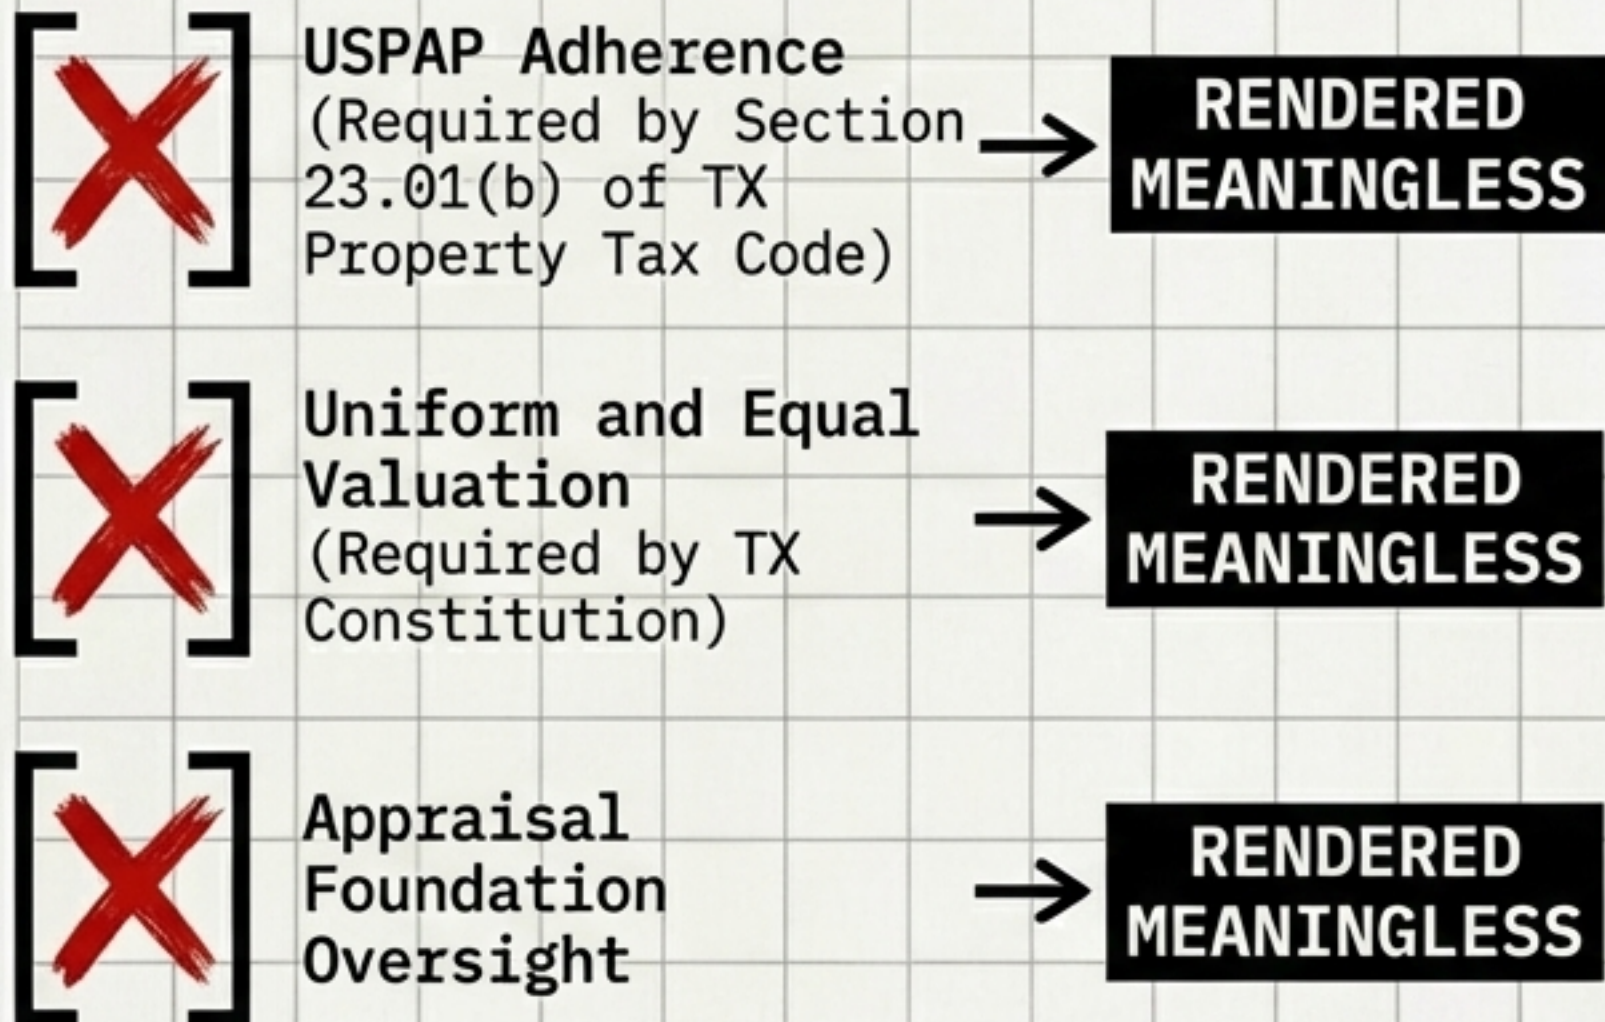 USPAP Adherence
(Required by Section
23.01(b) of TX
Property Tax Code)
RENDERED
MEANINGLESS
Uniform and Equal
Valuation
(Required by TX
Constitution)
RENDERED
MEANINGLESS
Appraisal
Foundation
Oversight
RENDERED
MEANINGLESS